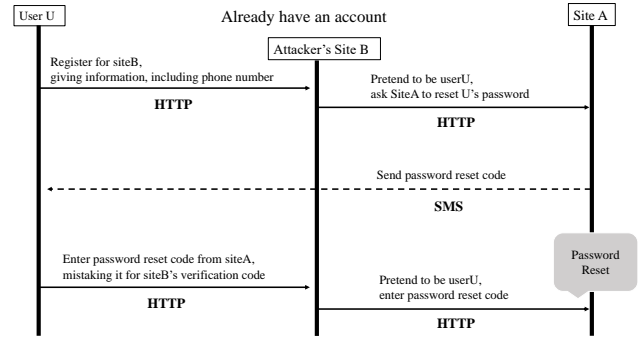 User U
Already have an account
Site A
Attacker's Site B
Register for siteB,
giving information, including phone number
HTTP
Pretend to be userU,
ask SiteA to reset U's password
HTTP
Send password reset code
SMS
Enter password reset code from siteA,
mistaking it for siteB's verification code
HTTP
Password
Reset
Pretend to be userU,
enter password reset code
HTTP